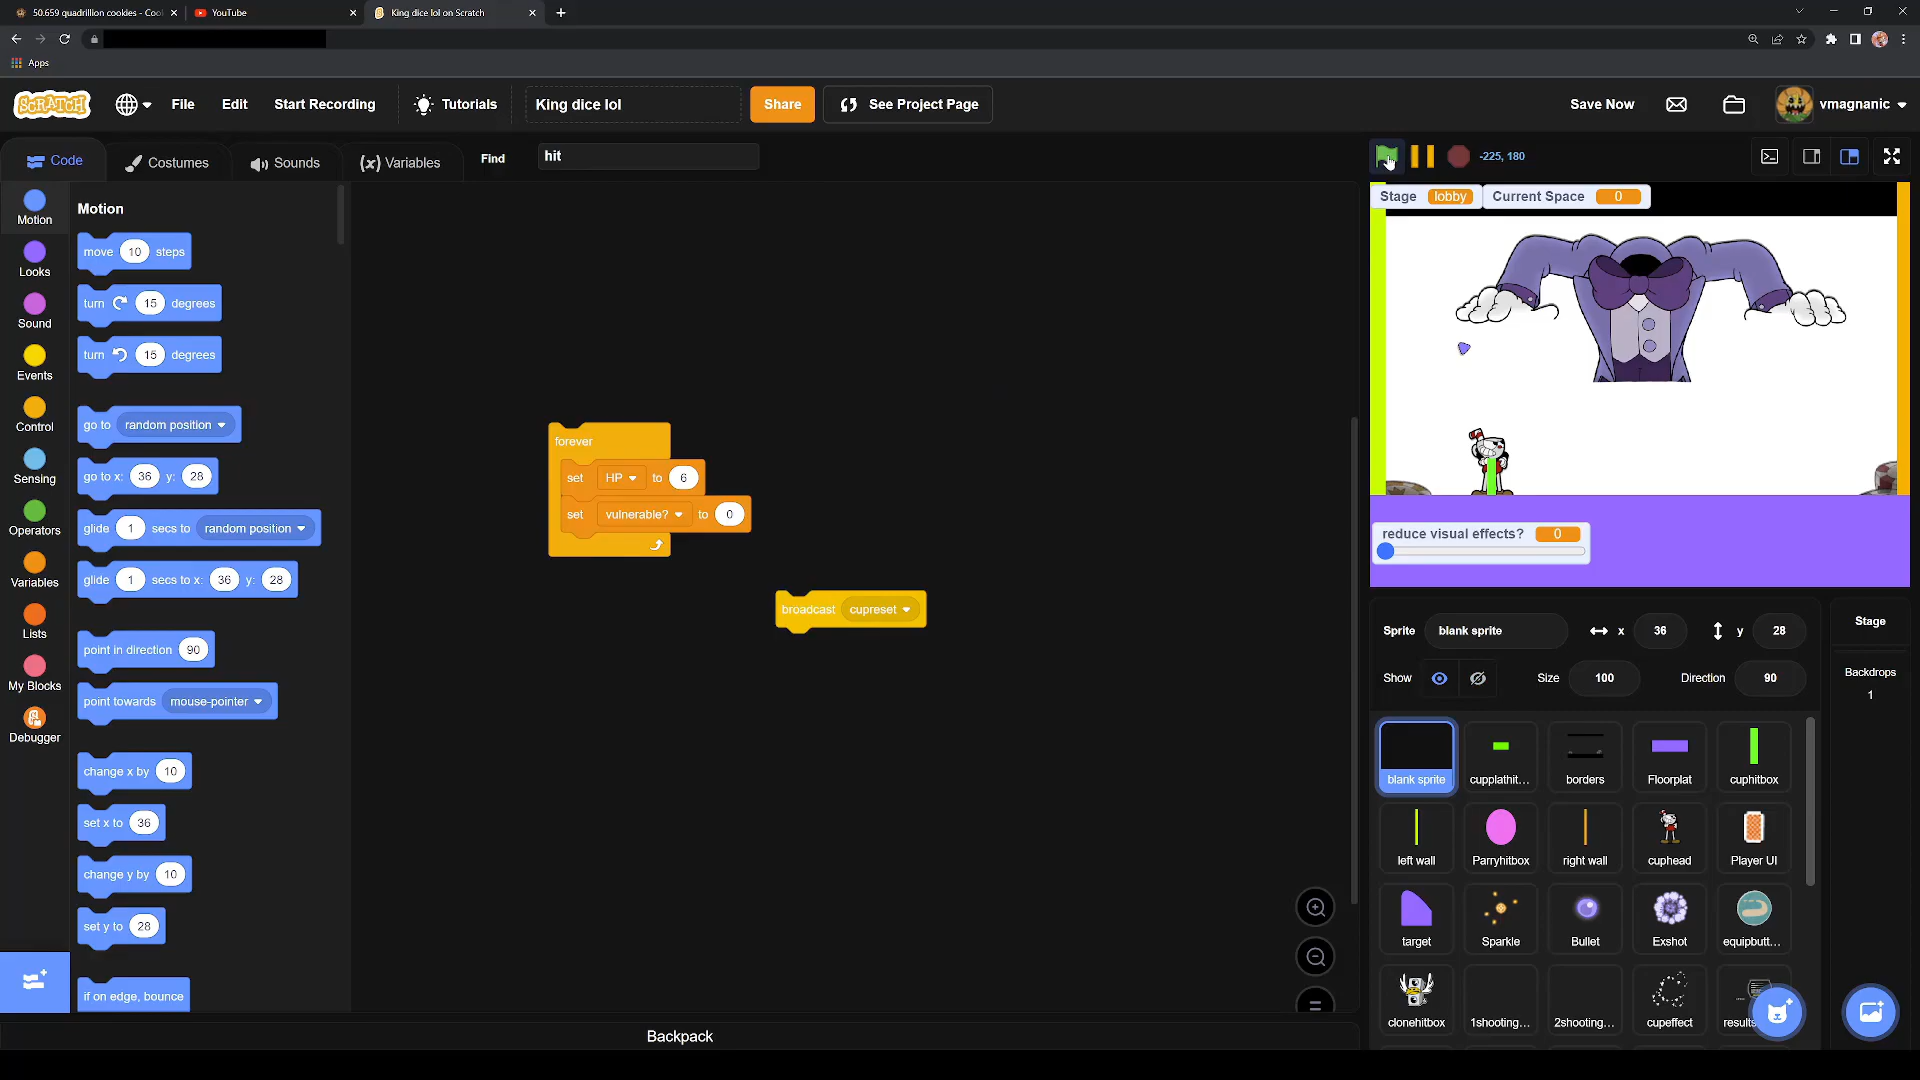 50.659 quadrillion cookies - Coo
YouTube
King dice lol on Scratch
Apps
SCRATCH
File
Edit
Start Recording
Tutorials
King dice lol
Share
See Project Page
Save Now
vmagnanic
Code
Costumes
Sounds
(x) Variables
Find
hit
-225, 180
Motion
Looks
Sound
Events
Control
Sensing
Operators
Variables
Lists
My Blocks
Debugger
Motion
move 10 steps
turn 15 degrees
turn 15 degrees
go to random position
go to x: 36 y: 28
glide 1 secs to random position
glide 1 secs to x: 36 y: 28
point in direction 90
point towards mouse-pointer
change x by 10
set x to 36
change y by 10
set y to 28
if on edge, bounce
forever
set HP to 6
set vulnerable? to 0
broadcast cupreset
Backpack
Stage lobby
Current Space 0
reduce visual effects? 0
Sprite blank sprite x 36 y 28
Show Size 100 Direction 90
blank sprite
cupplathit...
borders
Floorplat
cuphitbox
left wall
Parryhitbox
right wall
cuphead
Player UI
target
Sparkle
Bullet
Exshot
equipbutt...
clonehitbox
1shooting...
2shooting...
cupeffect
results
Stage
Backdrops
1